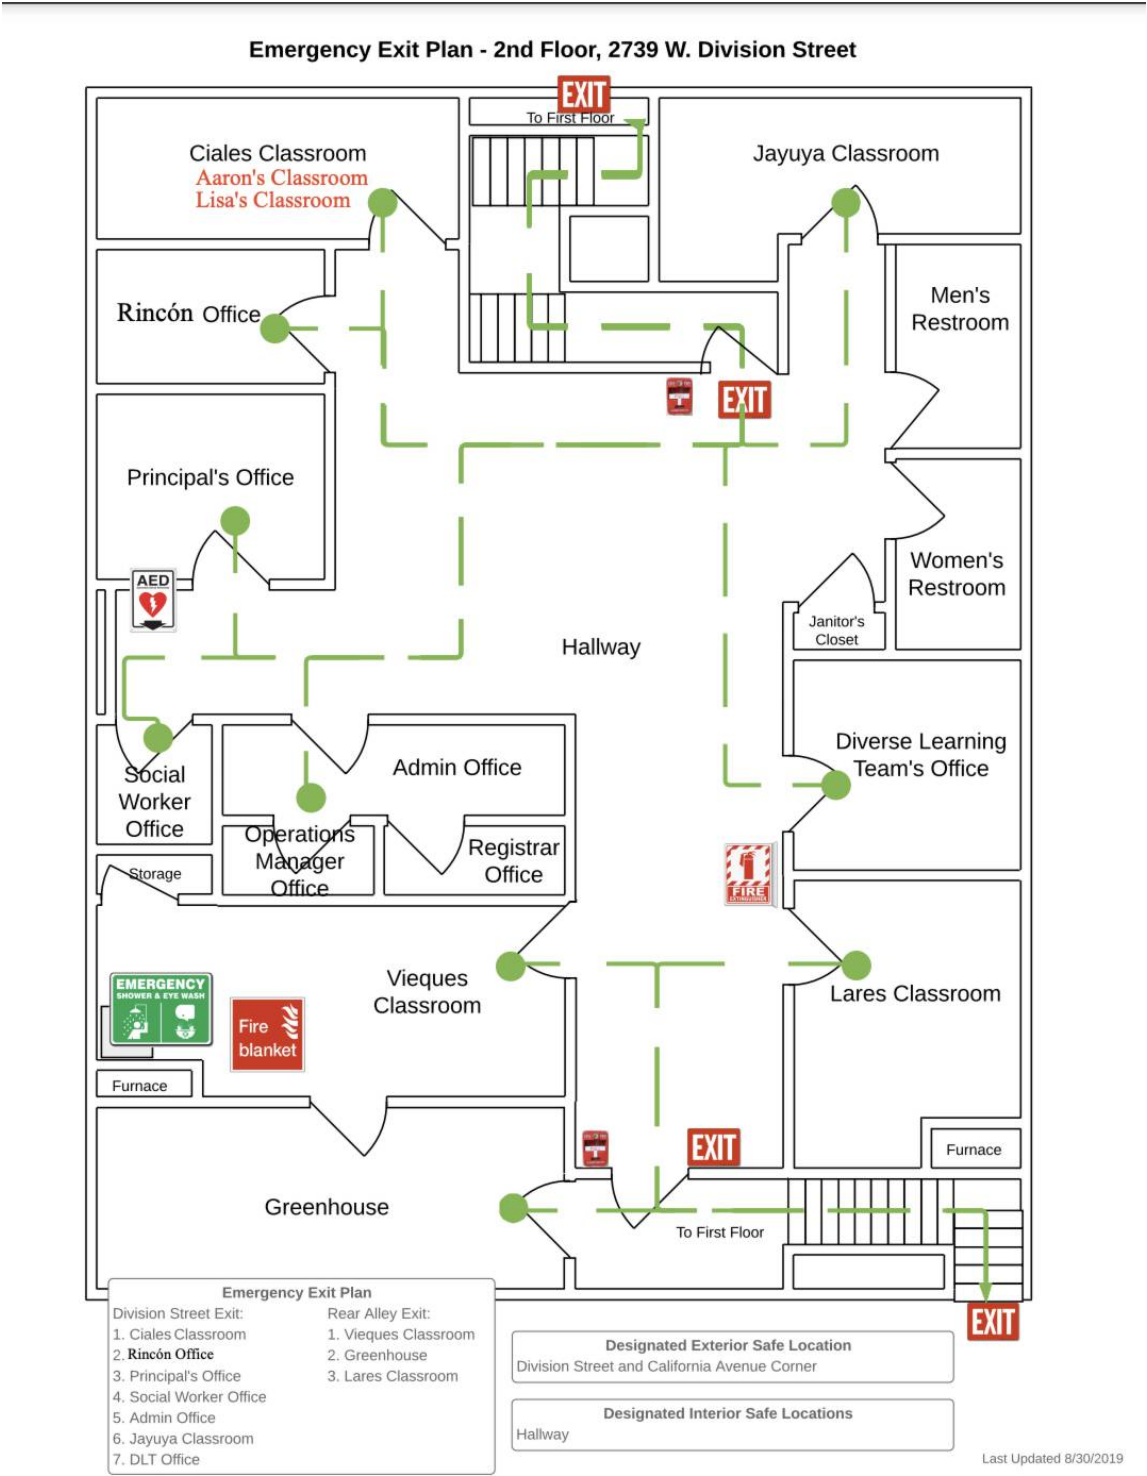 Emergency Exit Plan - 2nd Floor, 2739 W. Division Street
EXIT
To First Floor
Ciales Classroom
Aaron's Classroom
Lisa's Classroom
Jayuya Classroom
Rincón Office
Men's
Restroom
EXIT
Principal's Office
AED
Women's
Restroom
Janitor's
Closet
Hallway
Diverse Learning
Team's Office
Admin Office
Social
Worker
Office
Operations
Manager
Office
Registrar
Office
Storage
FIRE
EXTINGUISHER
Vieques
Classroom
Lares Classroom
EMERGENCY
SHOWER & EYE WASH
Fire
blanket
Furnace
EXIT
Furnace
Greenhouse
To First Floor
EXIT
Emergency Exit Plan
Division Street Exit:
1. Ciales Classroom
2. Rincón Office
3. Principal's Office
4. Social Worker Office
5. Admin Office
6. Jayuya Classroom
7. DLT Office
Rear Alley Exit:
1. Vieques Classroom
2. Greenhouse
3. Lares Classroom
Designated Exterior Safe Location
Division Street and California Avenue Corner
Designated Interior Safe Locations
Hallway
Last Updated 8/30/2019